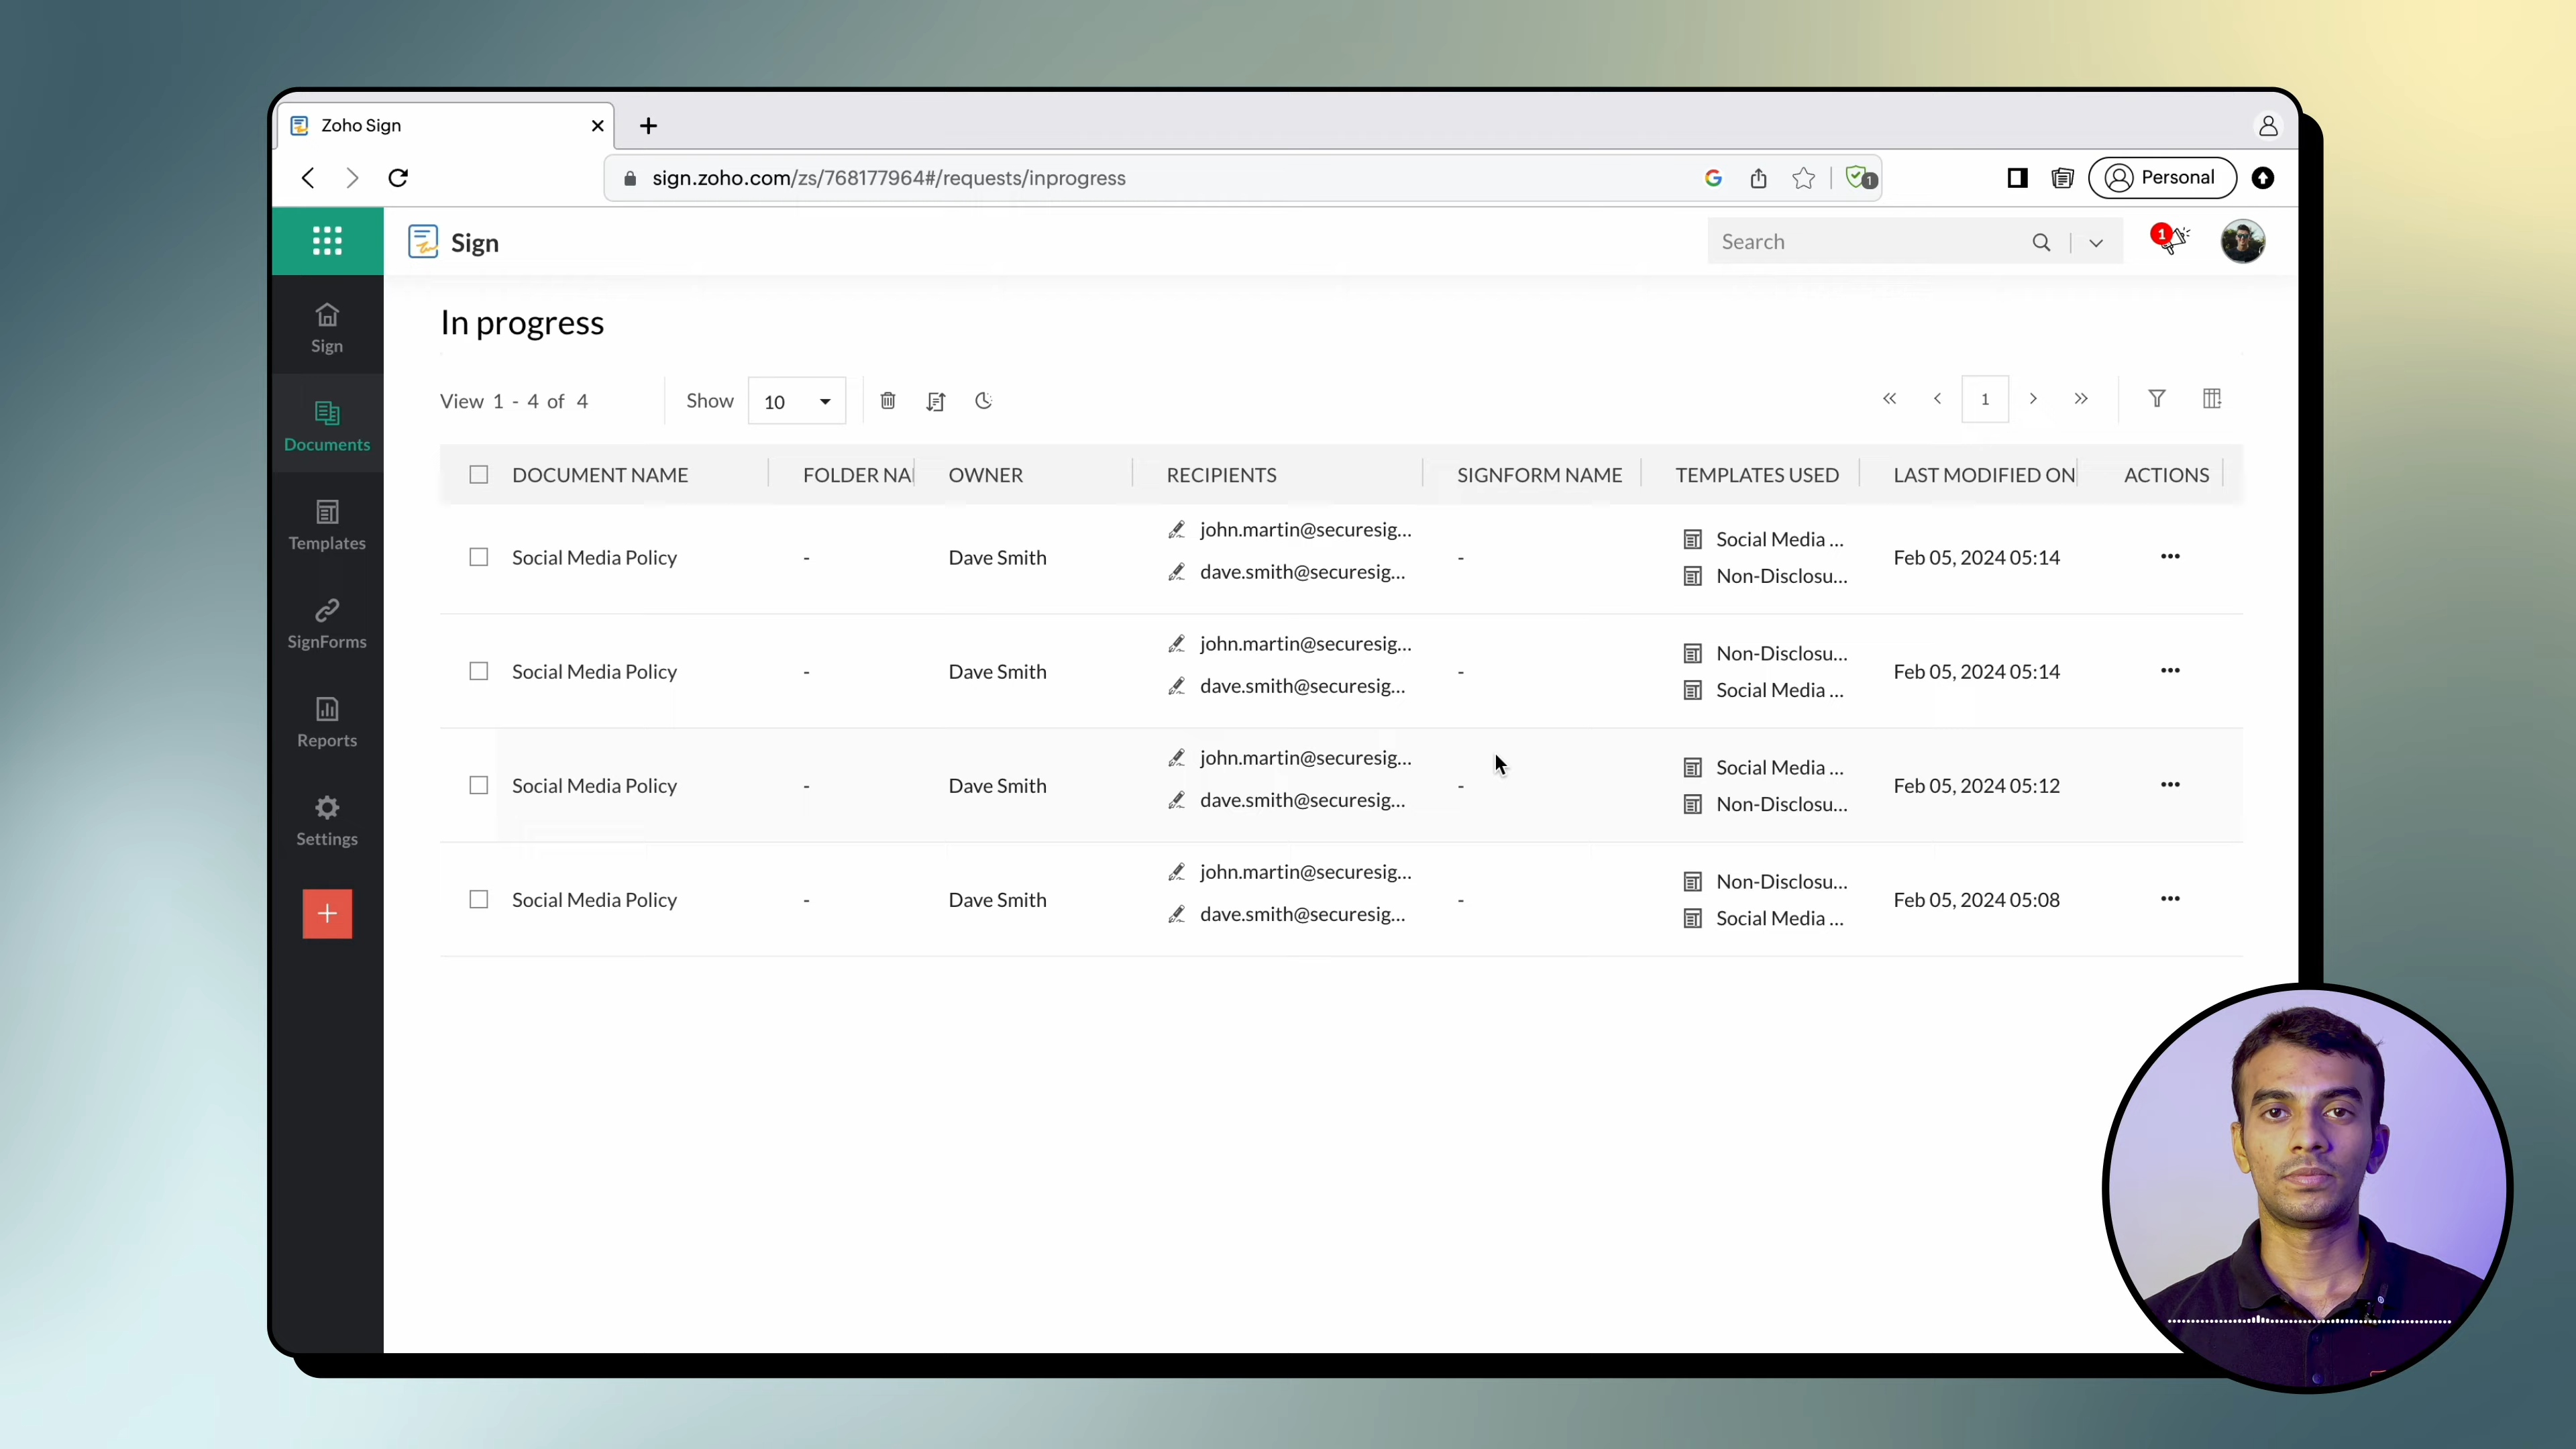 Zoho Sign
sign.zoho.com/zs/768177964#/requests/inprogress
1
Personal
Sign
Search
1
Sign
Documents
Templates
SignForms
Reports
Settings
In progress
View 1 - 4 of 4
Show
10
1
DOCUMENT NAME
FOLDER NA
OWNER
RECIPIENTS
SIGNFORM NAME
TEMPLATES USED
LAST MODIFIED ON
ACTIONS
Social Media Policy
-
Dave Smith
john.martin@securesig...
dave.smith@securesig...
-
Social Media ...
Non-Disclosu...
Feb 05, 2024 05:14
Social Media Policy
-
Dave Smith
john.martin@securesig...
dave.smith@securesig...
-
Non-Disclosu...
Social Media ...
Feb 05, 2024 05:14
Social Media Policy
-
Dave Smith
john.martin@securesig...
dave.smith@securesig...
-
Social Media ...
Non-Disclosu...
Feb 05, 2024 05:12
Social Media Policy
-
Dave Smith
john.martin@securesig...
dave.smith@securesig...
-
Non-Disclosu...
Social Media ...
Feb 05, 2024 05:08